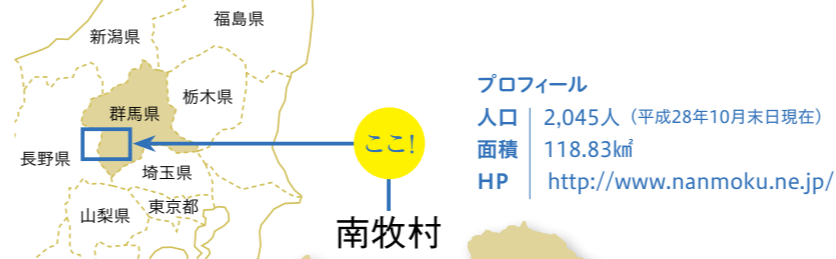 福島県
新潟県
栃木県
群馬県
長野県
埼玉県
山梨県
東京都
ここ!
南牧村
プロフィール
人口 2,045人（平成28年10月末日現在）
面積 118.83㎢
HP http://www.nanmoku.ne.jp/